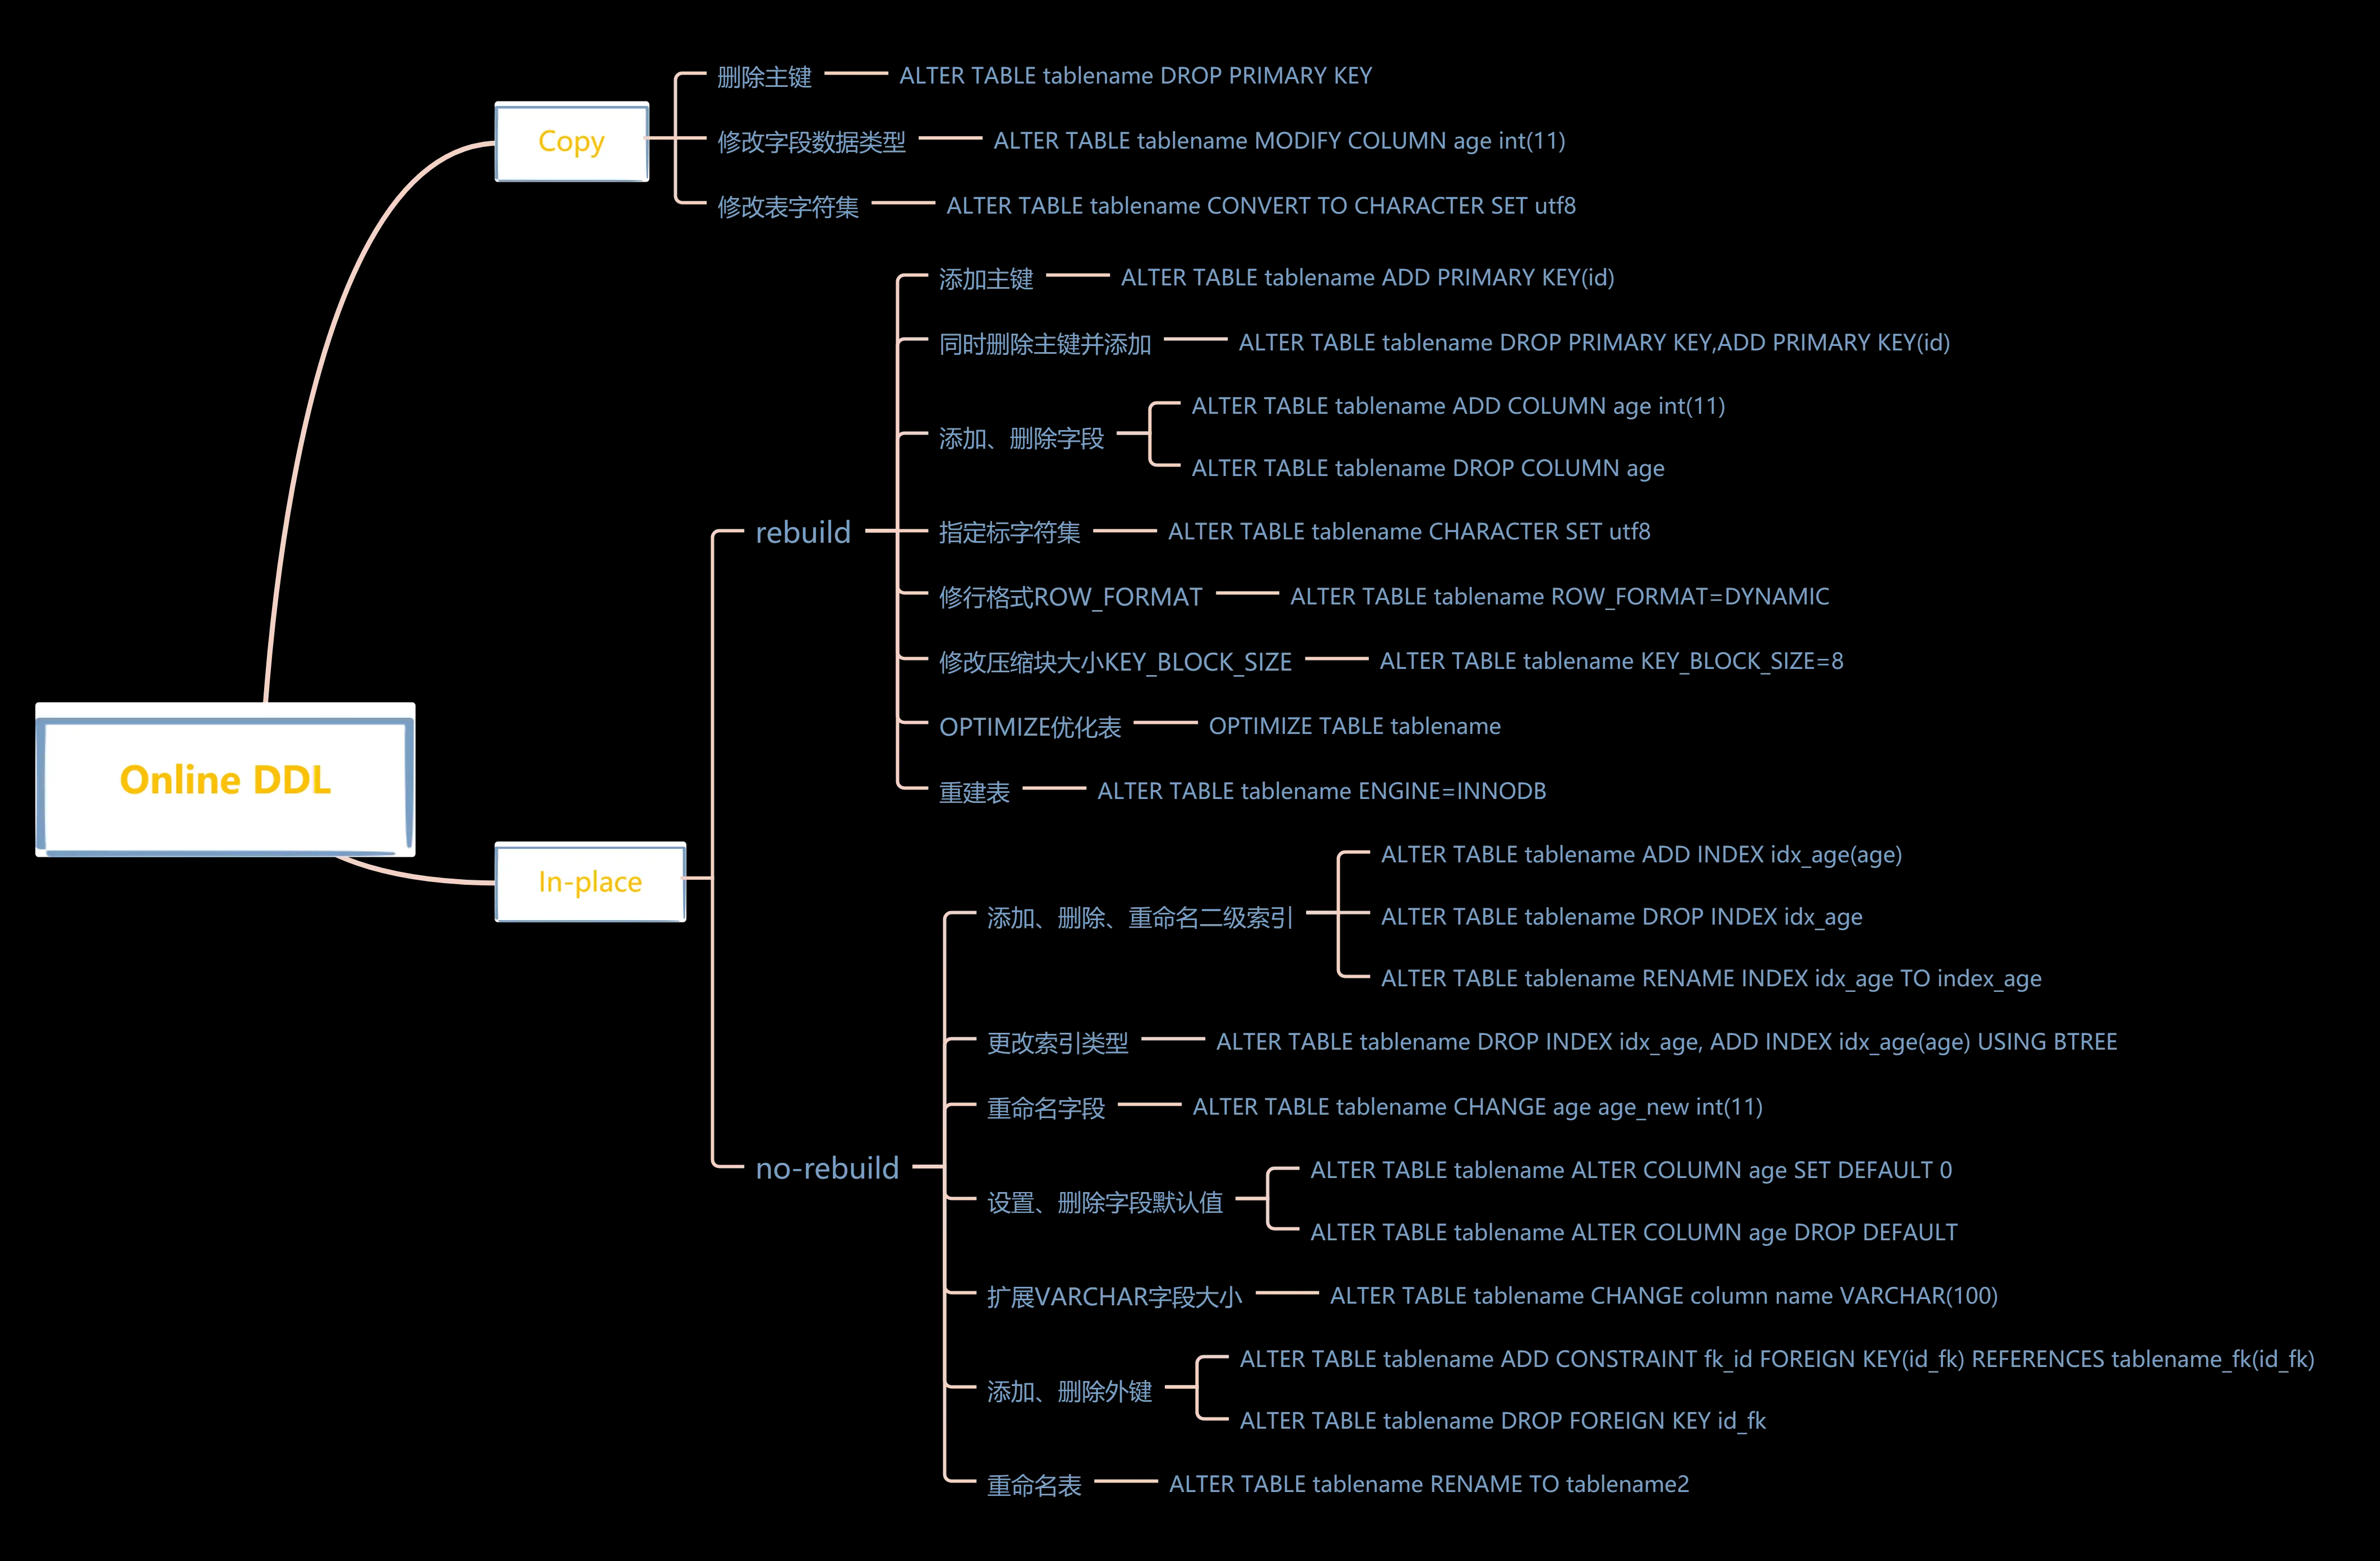 Online DDL
Copy
删除主键
ALTER TABLE tablename DROP PRIMARY KEY
修改字段数据类型
ALTER TABLE tablename MODIFY COLUMN age int(11)
修改表字符集
ALTER TABLE tablename CONVERT TO CHARACTER SET utf8
In-place
rebuild
添加主键
ALTER TABLE tablename ADD PRIMARY KEY(id)
同时删除主键并添加
ALTER TABLE tablename DROP PRIMARY KEY,ADD PRIMARY KEY(id)
添加、删除字段
ALTER TABLE tablename ADD COLUMN age int(11)
ALTER TABLE tablename DROP COLUMN age
指定标字符集
ALTER TABLE tablename CHARACTER SET utf8
修行格式ROW_FORMAT
ALTER TABLE tablename ROW_FORMAT=DYNAMIC
修改压缩块大小KEY_BLOCK_SIZE
ALTER TABLE tablename KEY_BLOCK_SIZE=8
OPTIMIZE优化表
OPTIMIZE TABLE tablename
重建表
ALTER TABLE tablename ENGINE=INNODB
no-rebuild
添加、删除、重命名二级索引
ALTER TABLE tablename ADD INDEX idx_age(age)
ALTER TABLE tablename DROP INDEX idx_age
ALTER TABLE tablename RENAME INDEX idx_age TO index_age
更改索引类型
ALTER TABLE tablename DROP INDEX idx_age, ADD INDEX idx_age(age) USING BTREE
重命名字段
ALTER TABLE tablename CHANGE age age_new int(11)
设置、删除字段默认值
ALTER TABLE tablename ALTER COLUMN age SET DEFAULT 0
ALTER TABLE tablename ALTER COLUMN age DROP DEFAULT
扩展VARCHAR字段大小
ALTER TABLE tablename CHANGE column name VARCHAR(100)
添加、删除外键
ALTER TABLE tablename ADD CONSTRAINT fk_id FOREIGN KEY(id_fk) REFERENCES tablename_fk(id_fk)
ALTER TABLE tablename DROP FOREIGN KEY id_fk
重命名表
ALTER TABLE tablename RENAME TO tablename2